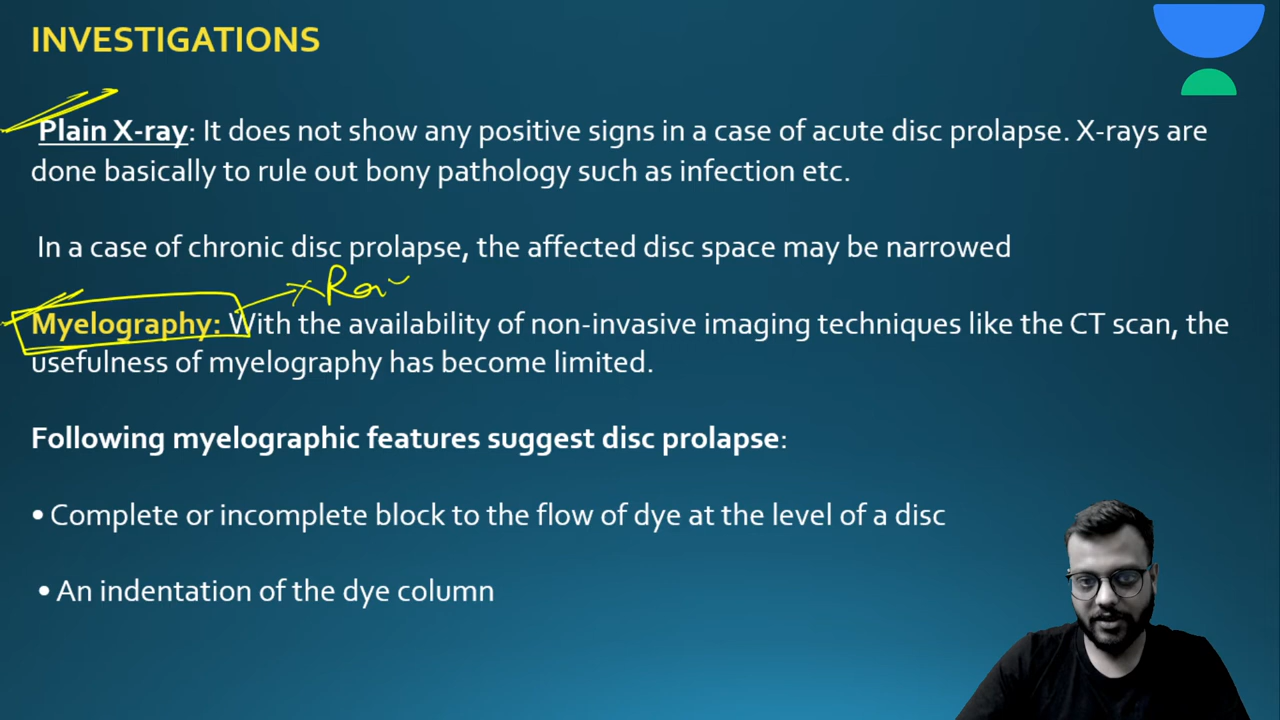 INVESTIGATIONS
Plain X-ray: It does not show any positive signs in a case of acute disc prolapse. X-rays are
done basically to rule out bony pathology such as infection etc.
In a case of chronic disc prolapse, the affected disc space may be narrowed
XRay
Myelography: With the availability of non-invasive imaging techniques like the CT scan, the
usefulness of myelography has become limited.
Following myelographic features suggest disc prolapse:
• Complete or incomplete block to the flow of dye at the level of a disc
• An indentation of the dye column